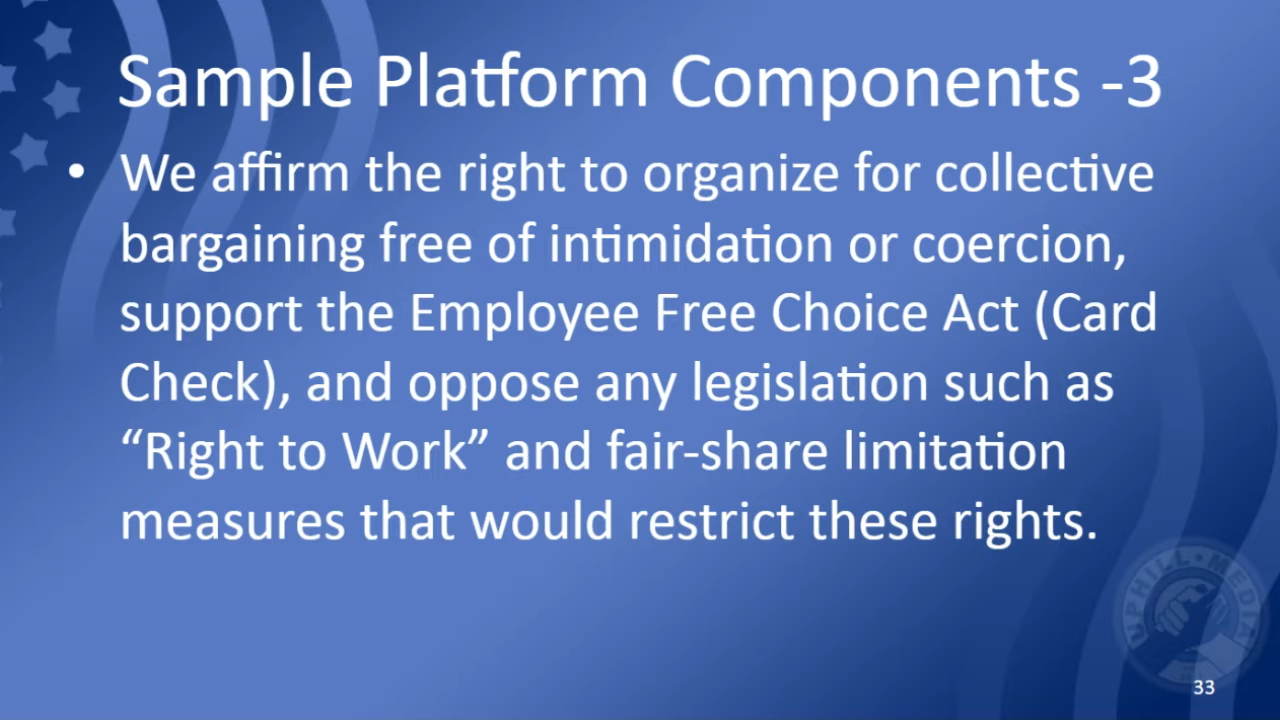 Sample Platform Components -3
• We affirm the right to organize for collective
bargaining free of intimidation or coercion,
support the Employee Free Choice Act (Card
Check), and oppose any legislation such as
“Right to Work” and fair-share limitation
measures that would restrict these rights.
UPHILL • MEDIA
33